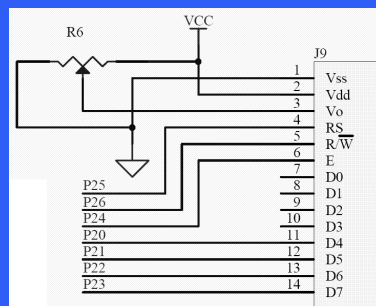 VCC
R6
J9
1 Vss
2 Vdd
3 Vo
4 RS
5 R/W̅
6 E
7 D0
8 D1
9 D2
10 D3
11 D4
12 D5
13 D6
14 D7
P25
P26
P24
P20
P21
P22
P23